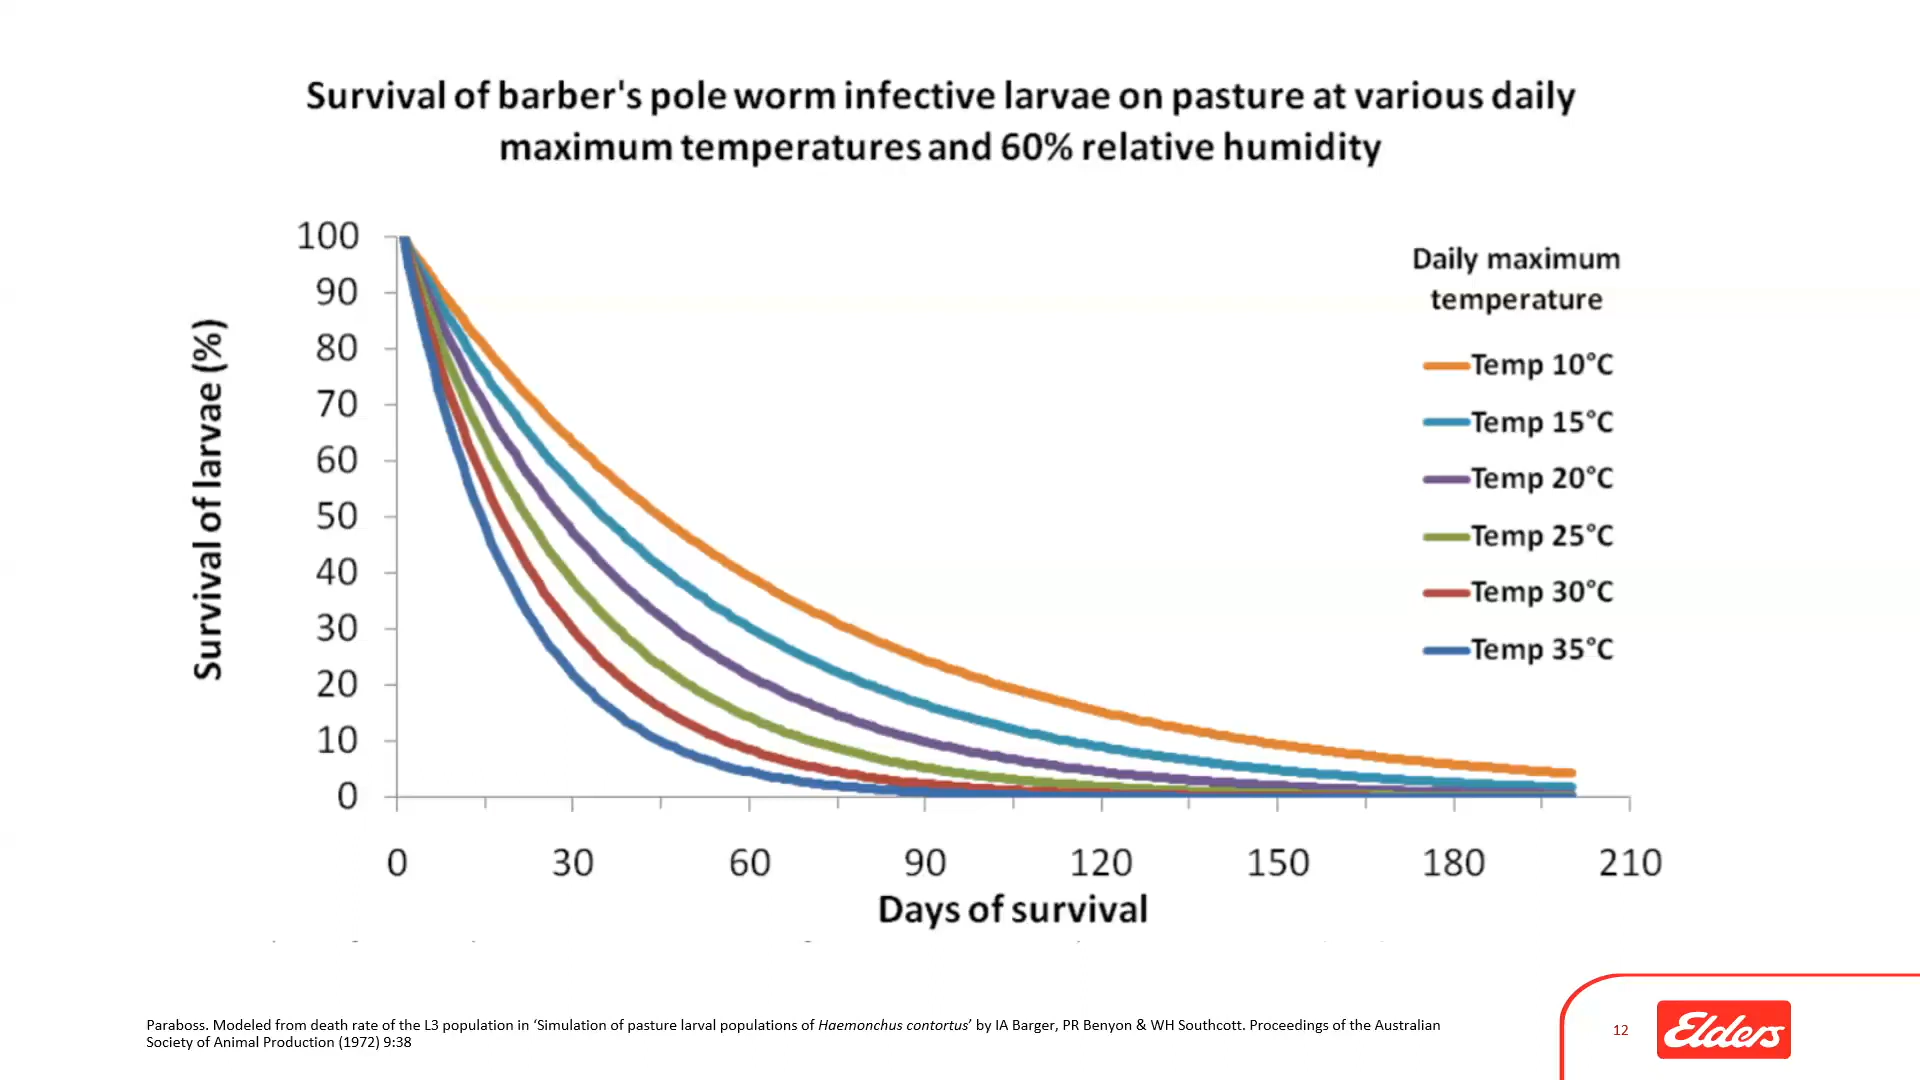 Survival of barber's pole worm infective larvae on pasture at various daily
maximum temperatures and 60% relative humidity
Survival of larvae (%)
100
90
80
70
60
50
40
30
20
10
0
Daily maximum
temperature
Temp 10°C
Temp 15°C
Temp 20°C
Temp 25°C
Temp 30°C
Temp 35°C
0 30 60 90 120 150 180 210
Days of survival
Paraboss. Modeled from death rate of the L3 population in ‘Simulation of pasture larval populations of Haemonchus contortus’ by IA Barger, PR Benyon & WH Southcott. Proceedings of the Australian
Society of Animal Production (1972) 9:38
12
Elders